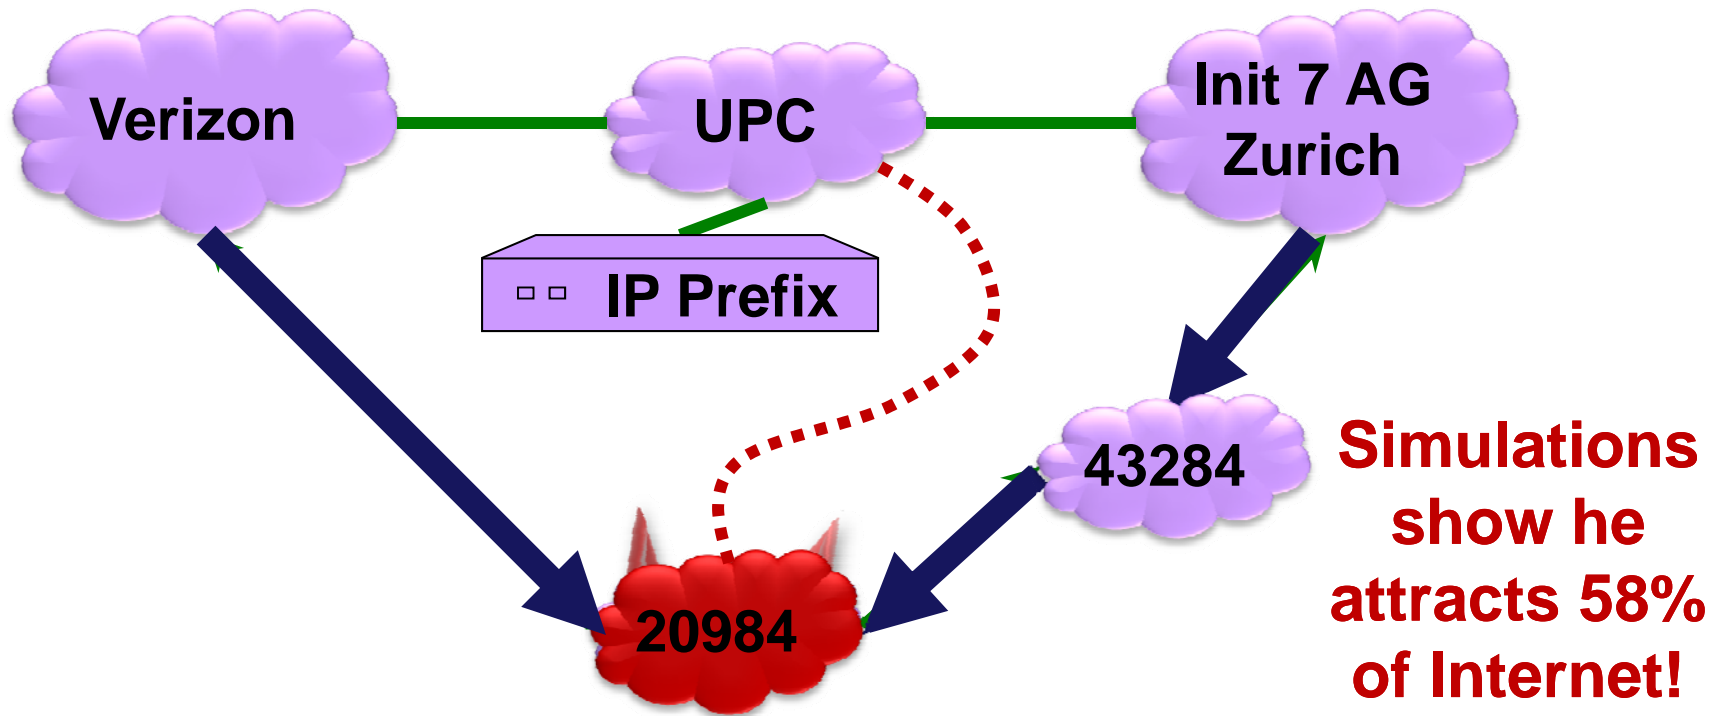 Verizon
UPC
Init 7 AG
Zurich
IP Prefix
43284
20984
Simulations
show he
attracts 58%
of Internet!